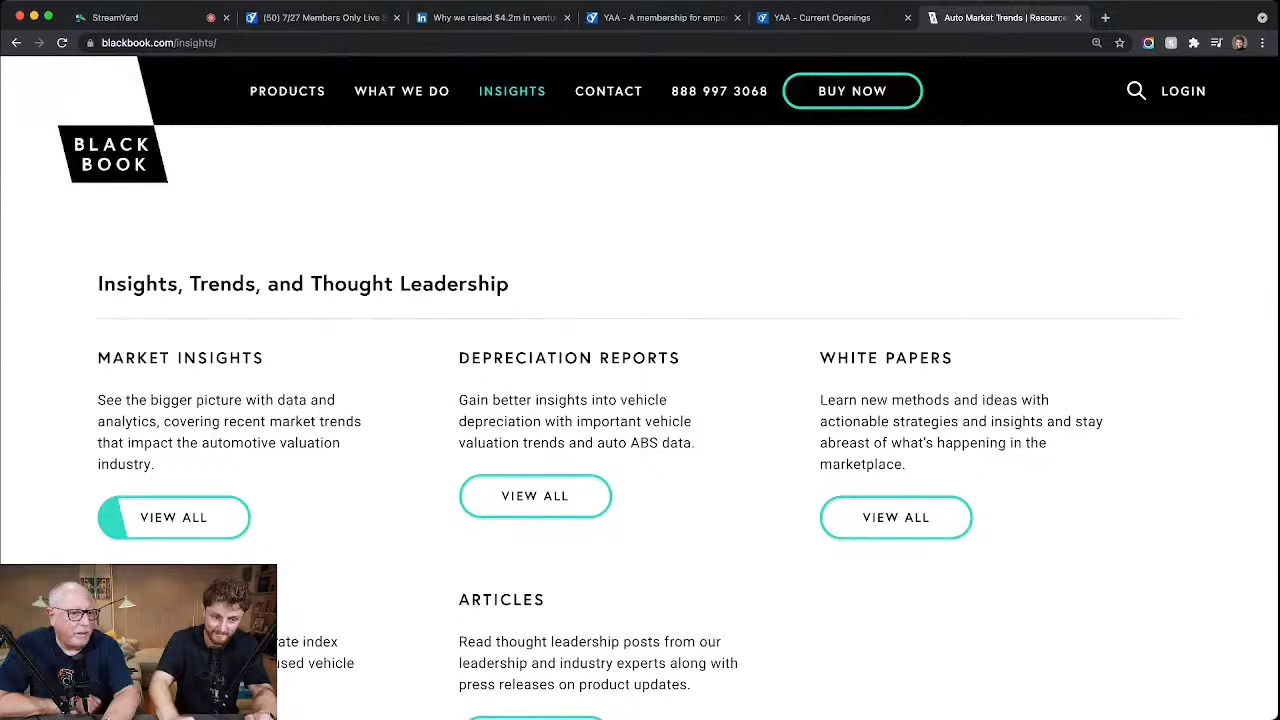 StreamYard
(50) 7/27 Members Only Live S
Why we raised $4.2m in ventu
YAA - A membership for empo
YAA - Current Openings
Auto Market Trends | Resource
blackbook.com/insights/
PRODUCTS
WHAT WE DO
INSIGHTS
CONTACT
888 997 3068
BUY NOW
LOGIN
BLACK
BOOK
Insights, Trends, and Thought Leadership
MARKET INSIGHTS
See the bigger picture with data and
analytics, covering recent market trends
that impact the automotive valuation
industry.
VIEW ALL
DEPRECIATION REPORTS
Gain better insights into vehicle
depreciation with important vehicle
valuation trends and auto ABS data.
VIEW ALL
WHITE PAPERS
Learn new methods and ideas with
actionable strategies and insights and stay
abreast of what's happening in the
marketplace.
VIEW ALL
rate index
used vehicle
ARTICLES
Read thought leadership posts from our
leadership and industry experts along with
press releases on product updates.